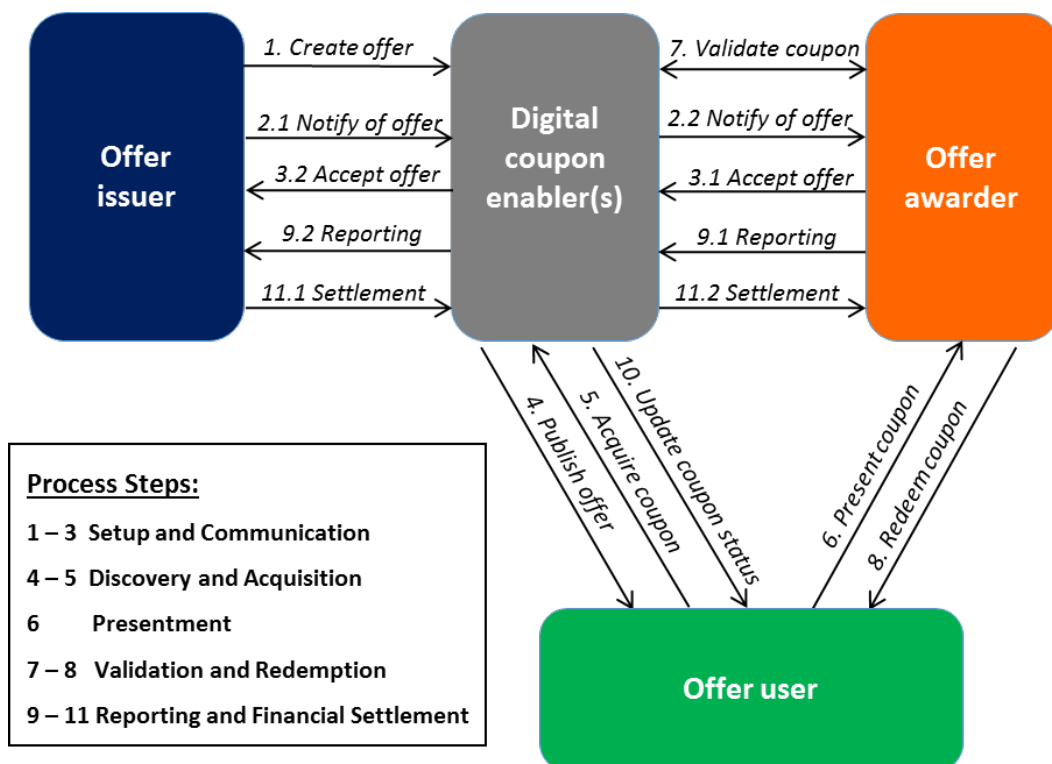 1. Create offer
7. Validate coupon
2.1 Notify of offer
2.2 Notify of offer
Offer
issuer
Digital
coupon
enabler(s)
Offer
awarder
3.2 Accept offer
3.1 Accept offer
9.2 Reporting
9.1 Reporting
11.1 Settlement
11.2 Settlement
4. Publish offer
5. Acquire coupon
10. Update coupon status
6. Present coupon
8. Redeem coupon
Process Steps:
1 – 3 Setup and Communication
4 – 5 Discovery and Acquisition
6 Presentment
7 – 8 Validation and Redemption
9 – 11 Reporting and Financial Settlement
Offer user